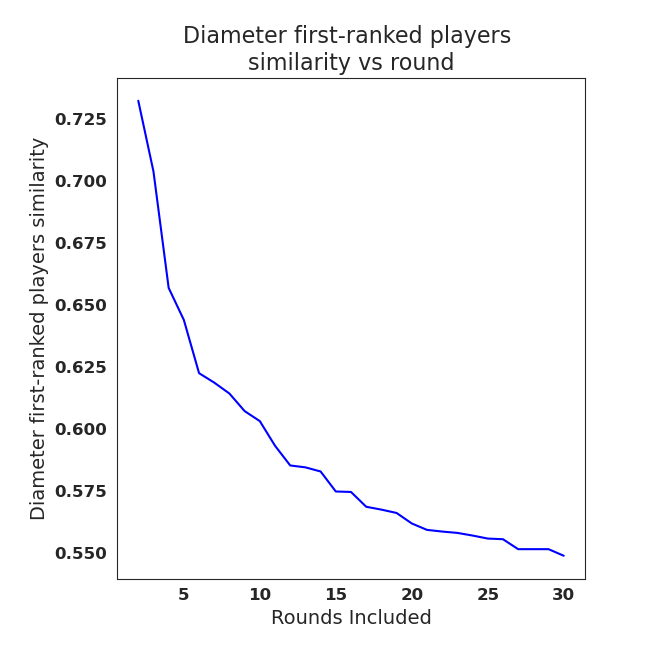 Diameter first-ranked players
similarity vs round
Diameter first-ranked players similarity
0.725
0.700
0.675
0.650
0.625
0.600
0.575
0.550
5 10 15 20 25 30
Rounds Included